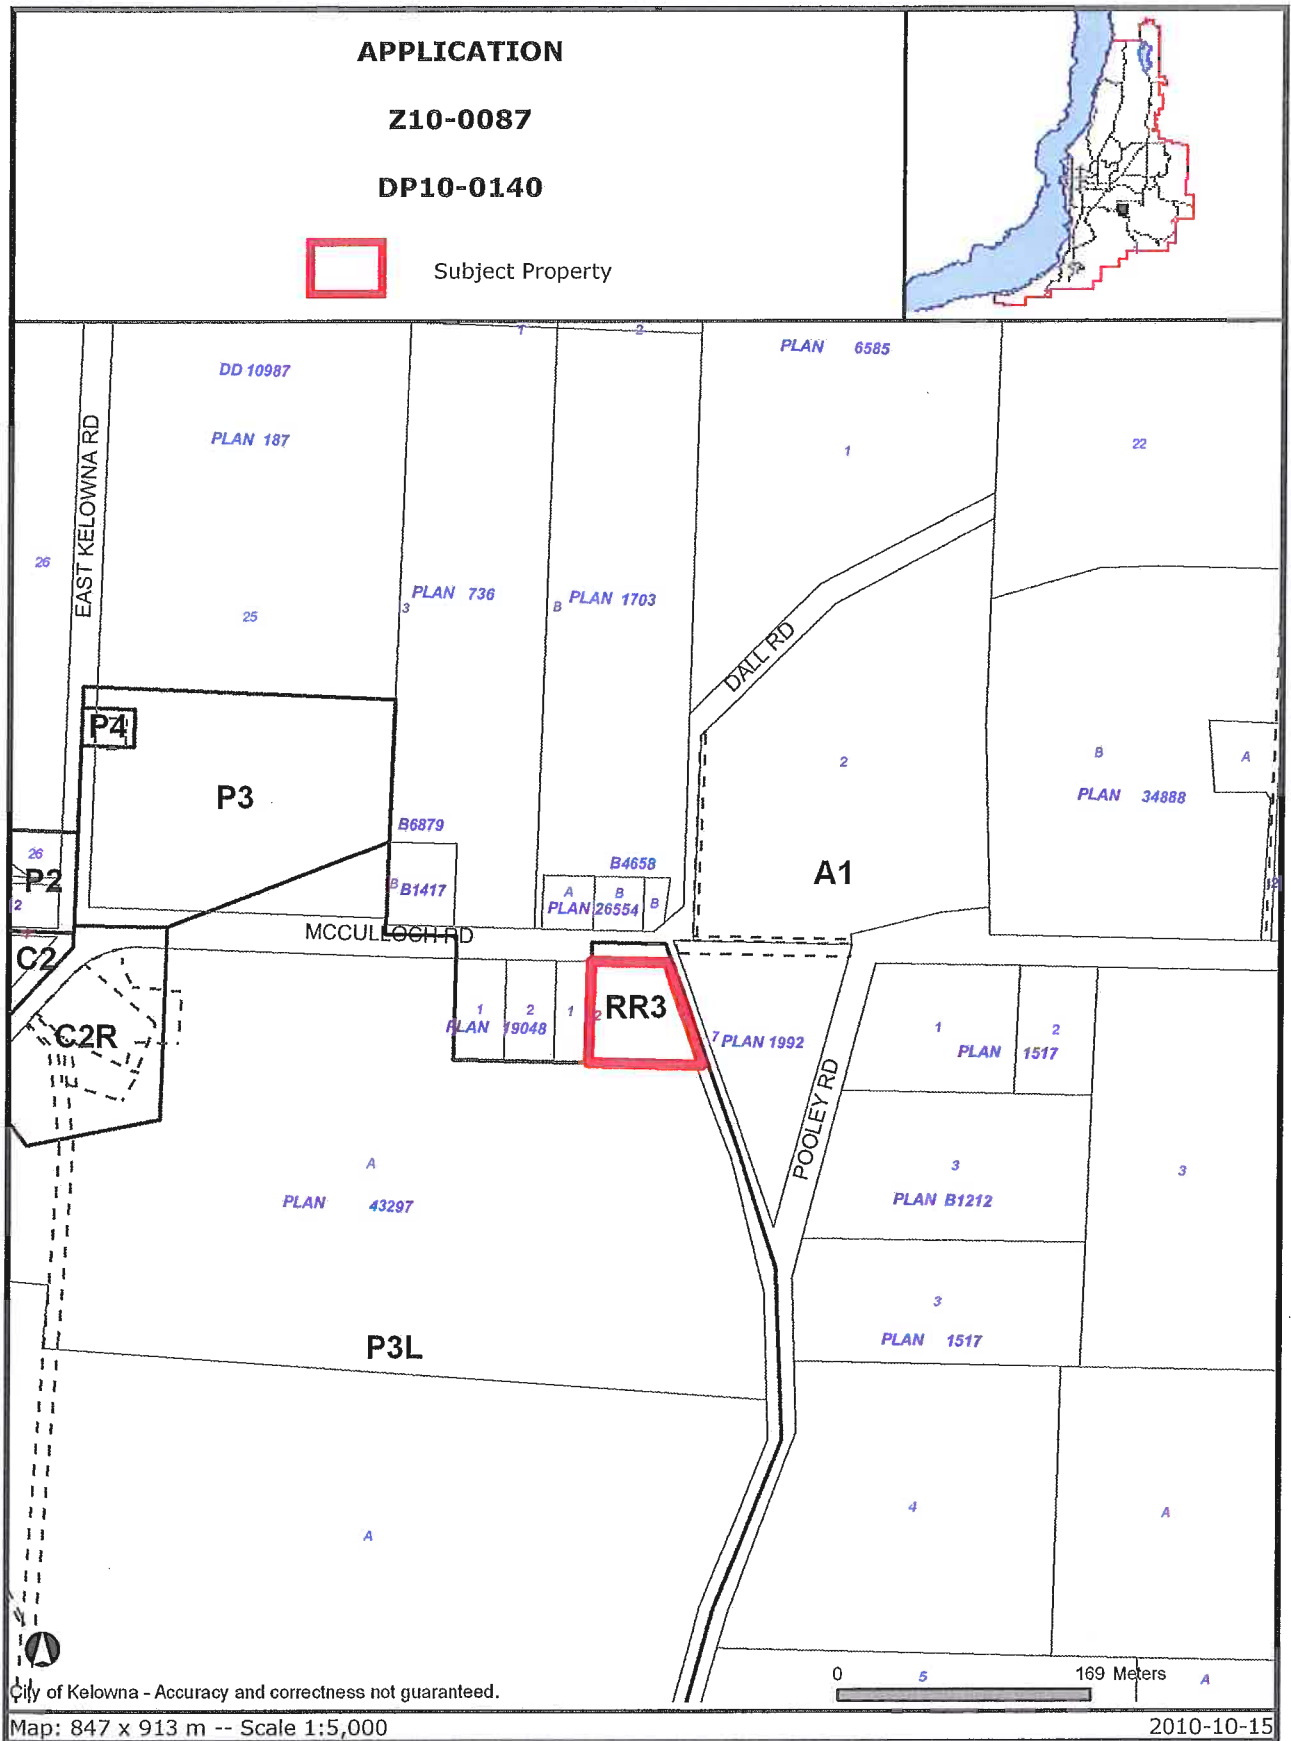 APPLICATION
Z10-0087
DP10-0140
Subject Property
1
2
DD 10987
PLAN 6585
PLAN 187
EAST KELOWNA RD
1
22
26
25
3
PLAN 736
B
PLAN 1703
DALL RD
P4
P3
2
B
A
PLAN 34888
B6879
26
P2
2
B
B1417
B4658
A
B
B
PLAN 26554
A1
2
MCCULLOCH RD
C2
C2R
1
2
1
2
PLAN 19048
RR3
7
PLAN 1992
1
2
PLAN 1517
POOLEY RD
A
PLAN 43297
3
PLAN B1212
3
3
PLAN 1517
P3L
A
4
A
0
5
169 Meters
A
City of Kelowna - Accuracy and correctness not guaranteed.
Map: 847 x 913 m -- Scale 1:5,000
2010-10-15